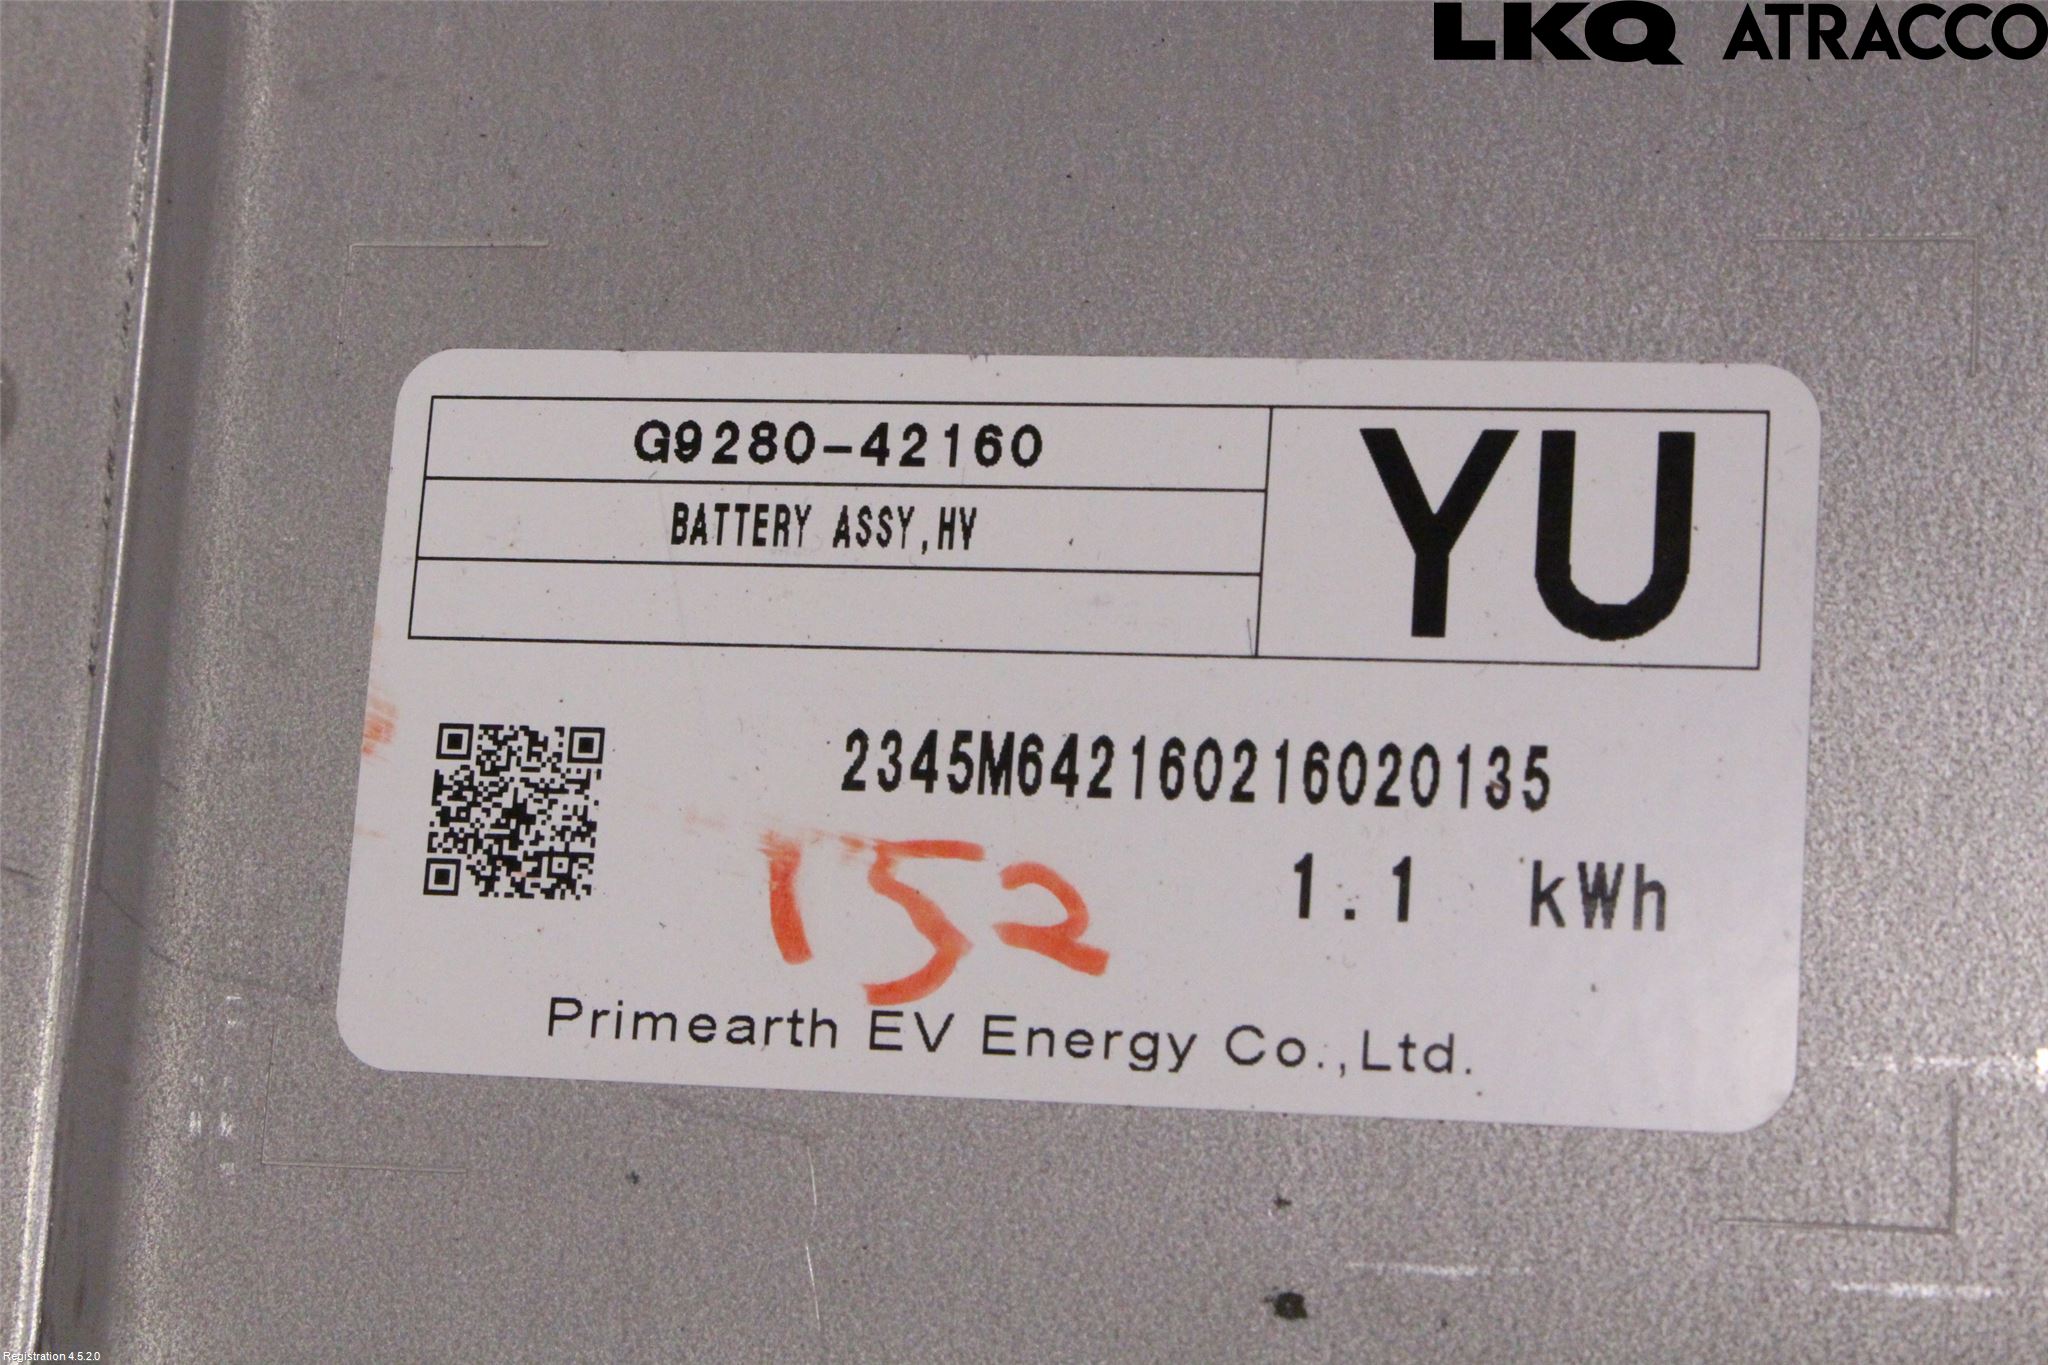 LKQ ATRACCO
G9280-42160
BATTERY ASSY,HV
YU
2345M642160216020135
152
1.1 kWh
Primearth EV Energy Co.,Ltd.
Registration 4.5.2.0